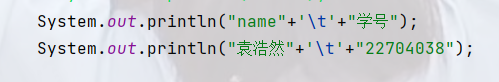 System.out.println("name"+'\t'+"学号");
System.out.println("袁浩然"+'\t'+"22704038");